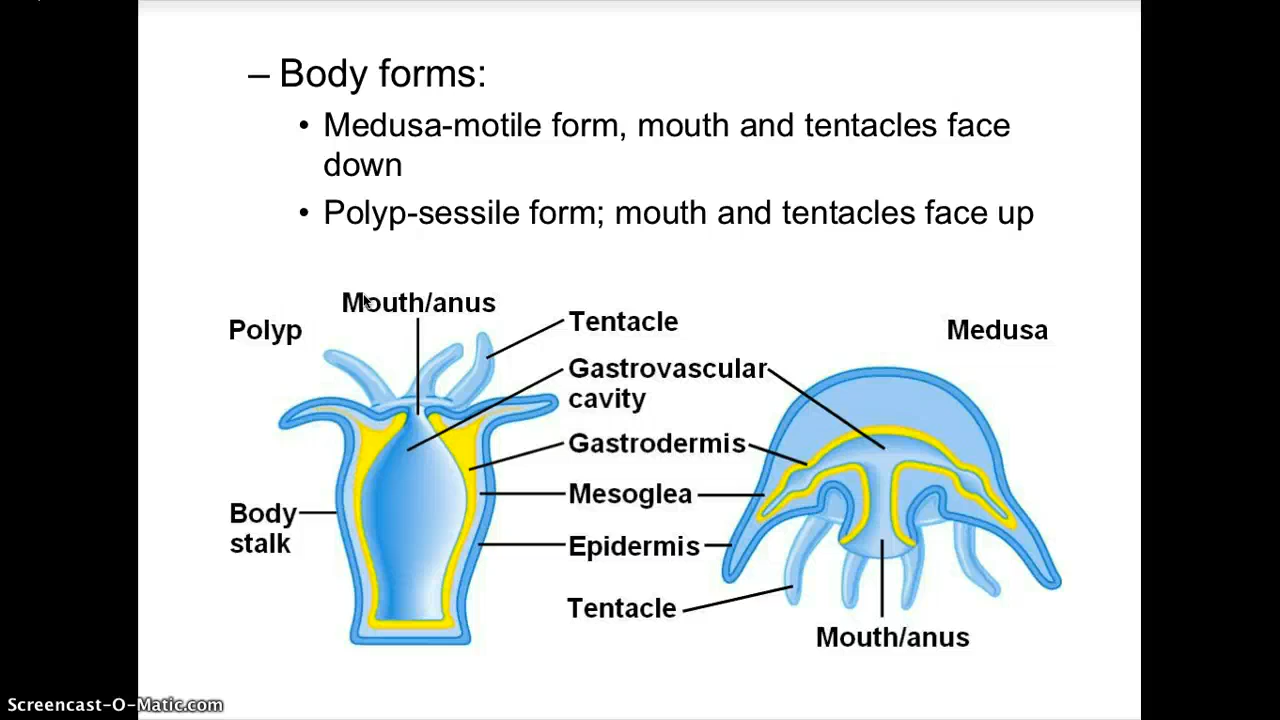 – Body forms:
• Medusa-motile form, mouth and tentacles face
down
• Polyp-sessile form; mouth and tentacles face up
Mouth/anus
Polyp
Tentacle
Medusa
Gastrovascular
cavity
Gastrodermis
Mesoglea
Body
stalk
Epidermis
Tentacle
Mouth/anus
Screencast-O-Matic.com